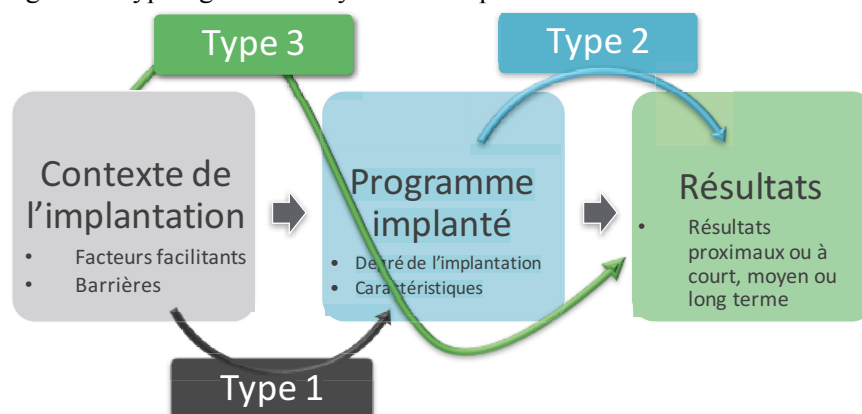 Type 3
Type 2
Contexte de
l'implantation
• Facteurs facilitants
• Barrières
Programme
implanté
• Degré de l'implantation
• Caractéristiques
Résultats
• Résultats
proximaux ou à
court, moyen ou
long terme
Type 1